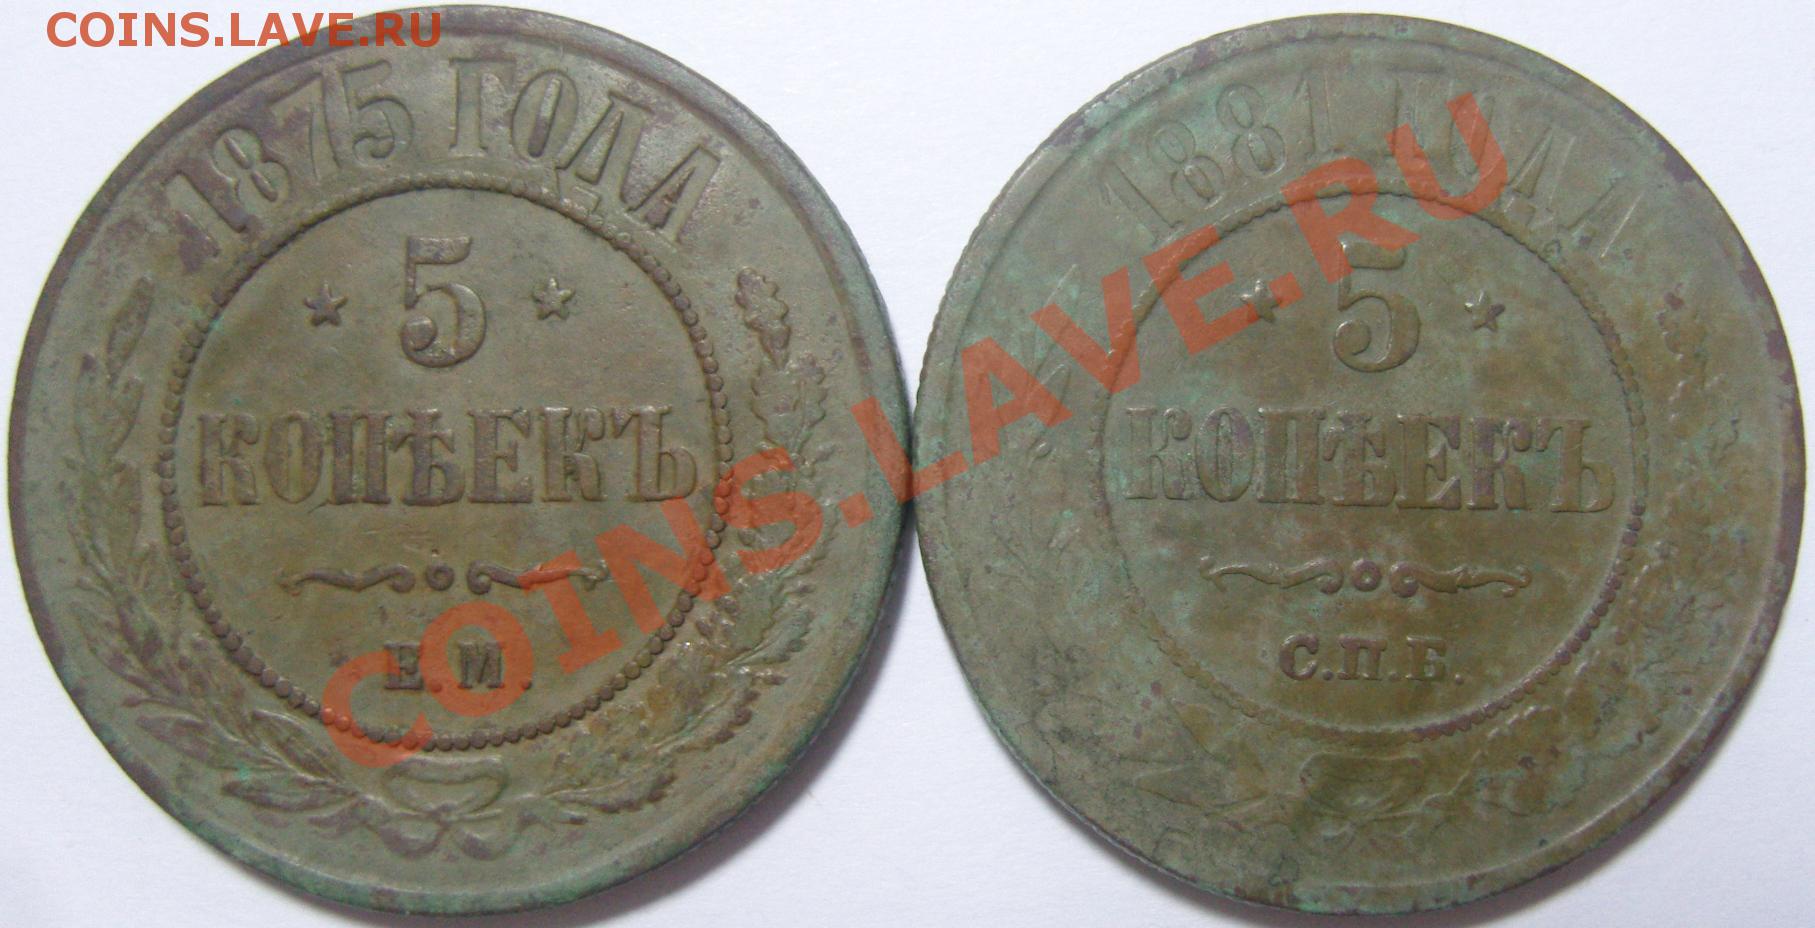 COINS.LAVE.RU
1875 ГОДА
5
КОПѢЕКЪ
Е.М.
1881 ГОДА
5
КОПѢЕКЪ
С.П.Б.
COINS.LAVE.RU